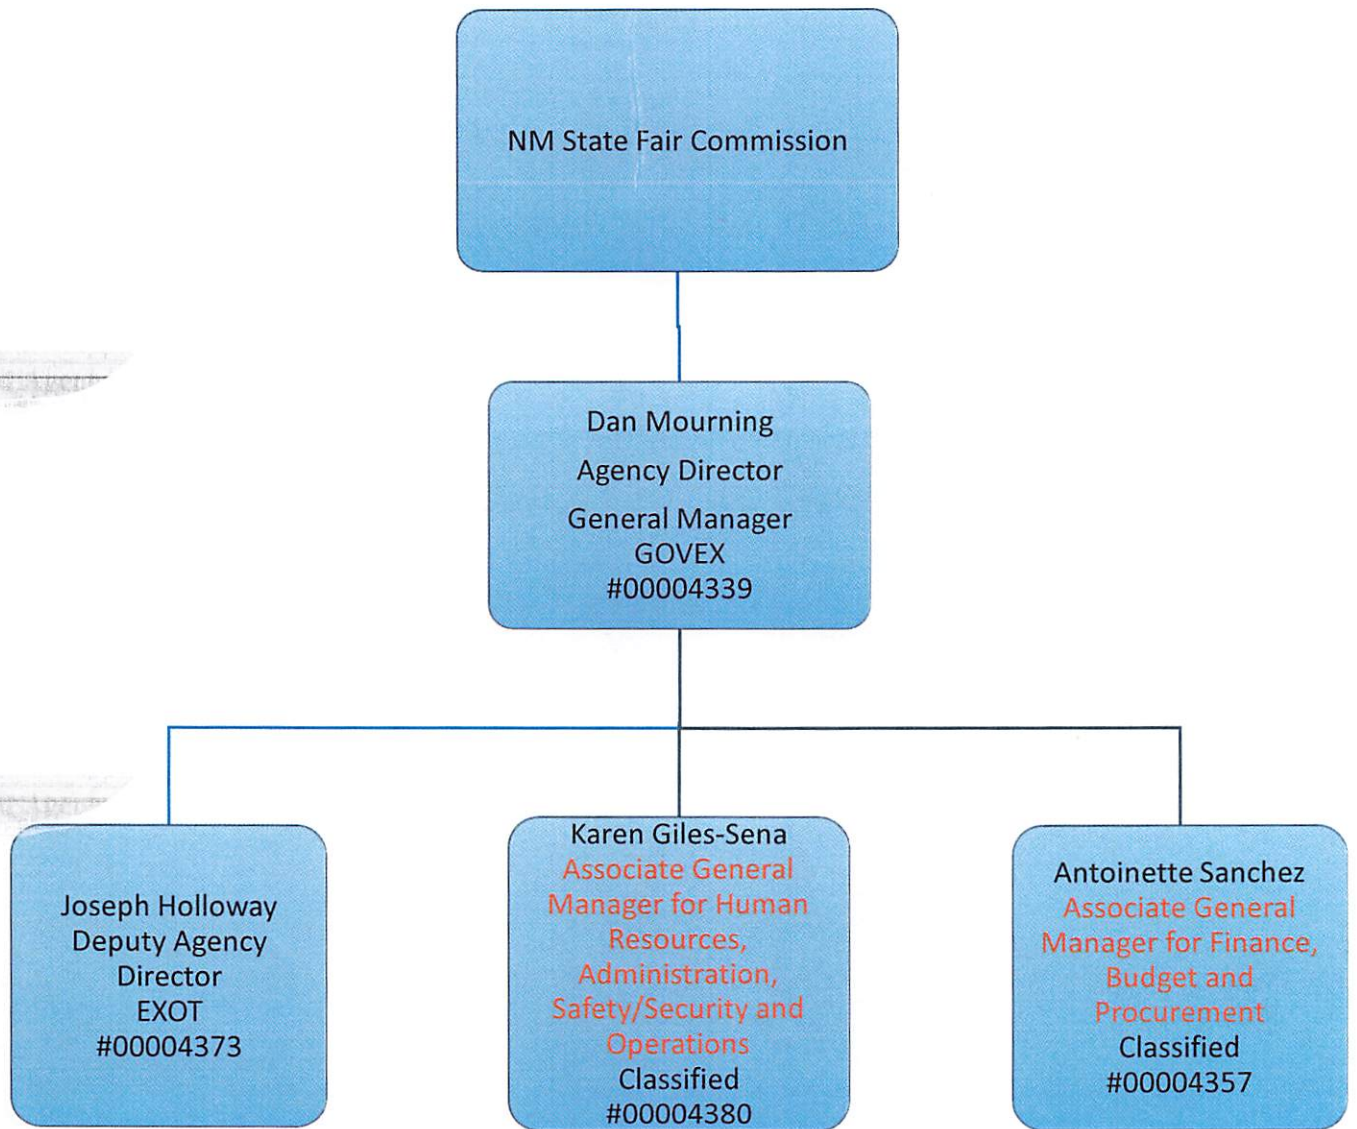 NM State Fair Commission
Dan Mourning
Agency Director
General Manager
GOVEX
#00004339
Joseph Holloway
Deputy Agency
Director
EXOT
#00004373
Karen Giles-Sena
Associate General
Manager for Human
Resources,
Administration,
Safety/Security and
Operations
Classified
#00004380
Antoinette Sanchez
Associate General
Manager for Finance,
Budget and
Procurement
Classified
#00004357